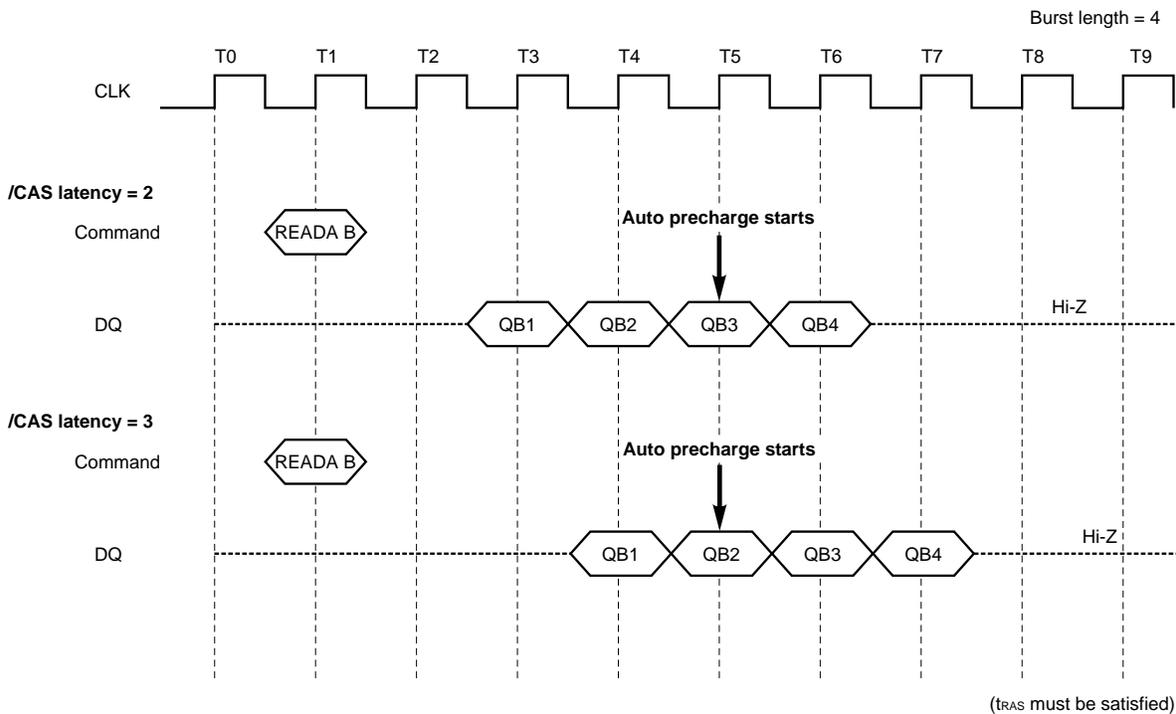 Burst length = 4
T0 T1 T2 T3 T4 T5 T6 T7 T8 T9
CLK
/CAS latency = 2
Auto precharge starts
Command READA B
Hi-Z
DQ QB1 QB2 QB3 QB4
/CAS latency = 3
Auto precharge starts
Command READA B
Hi-Z
DQ QB1 QB2 QB3 QB4
(tRAS must be satisfied)